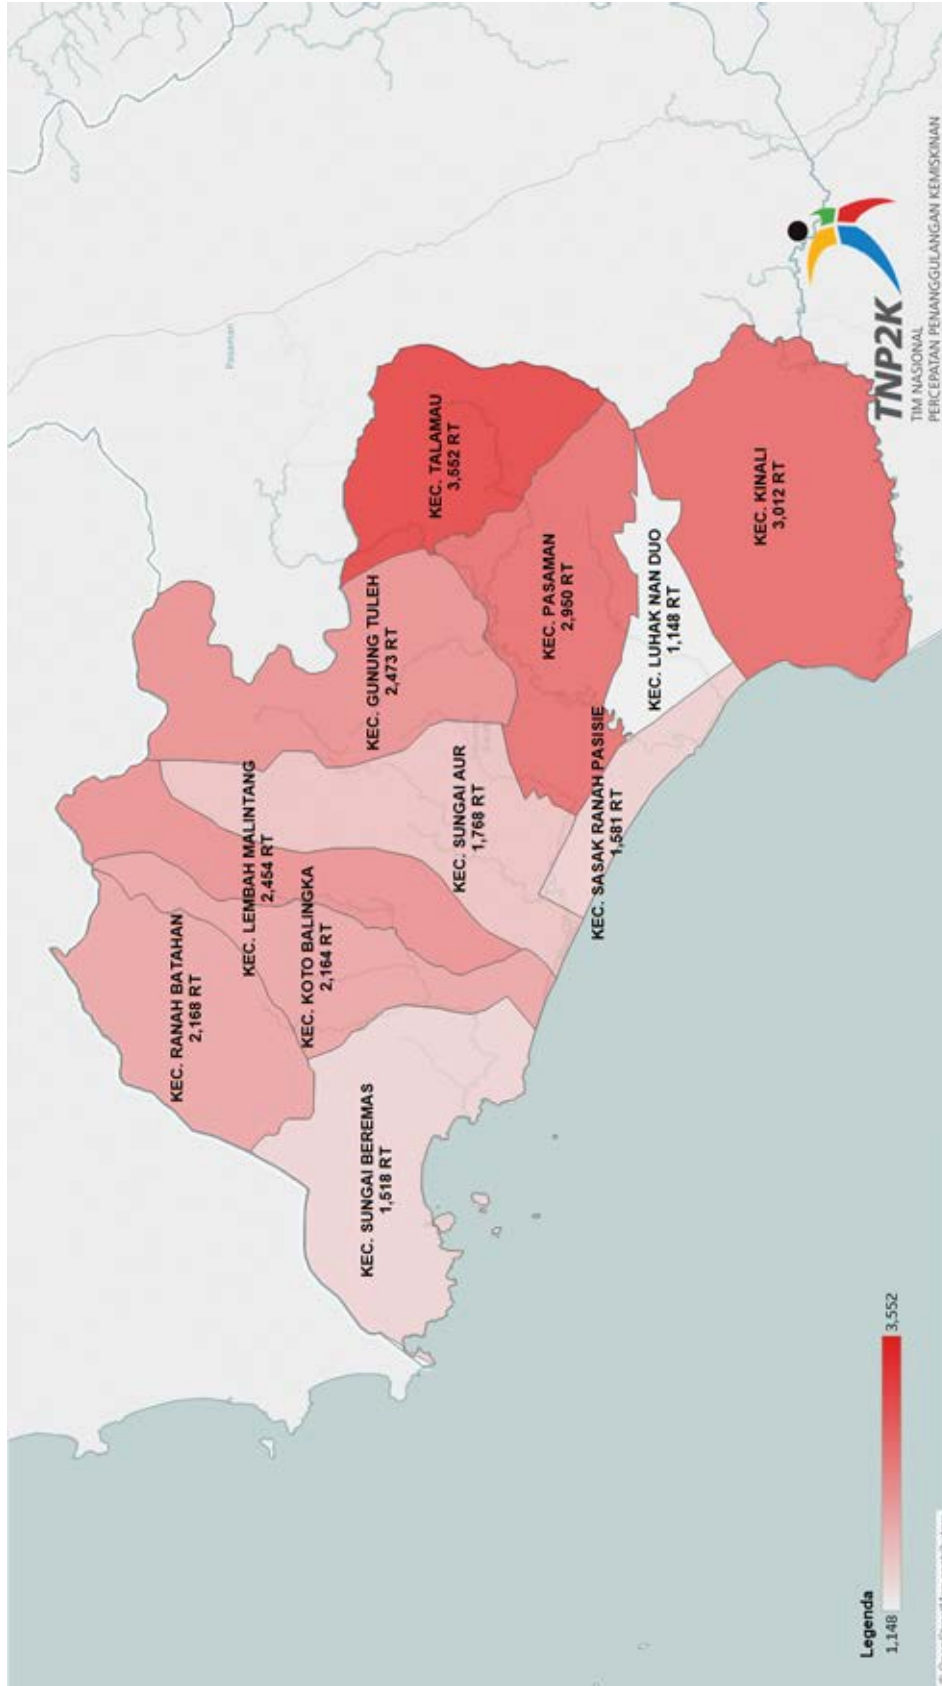 KEC. RANAH BATAHAN
2,168 RT
Pasaman
KEC. LEMBAH MALINTANG
2,454 RT
KEC. KOTO BALINGKA
2,164 RT
KEC. SUNGAI BEREMAS
1,518 RT
KEC. GUNUNG TULEH
2,473 RT
KEC. TALAMAU
3,552 RT
KEC. SUNGAI AUR
1,768 RT
KEC. PASAMAN
2,950 RT
KEC. SASAK RANAH PASISIE
1,581 RT
KEC. LUHAK NAN DUO
1,148 RT
KEC. KINALI
3,012 RT
Legenda
1,148 3,552
TNP2K
TIM NASIONAL
PERCEPATAN PENANGGULANGAN KEMISKINAN